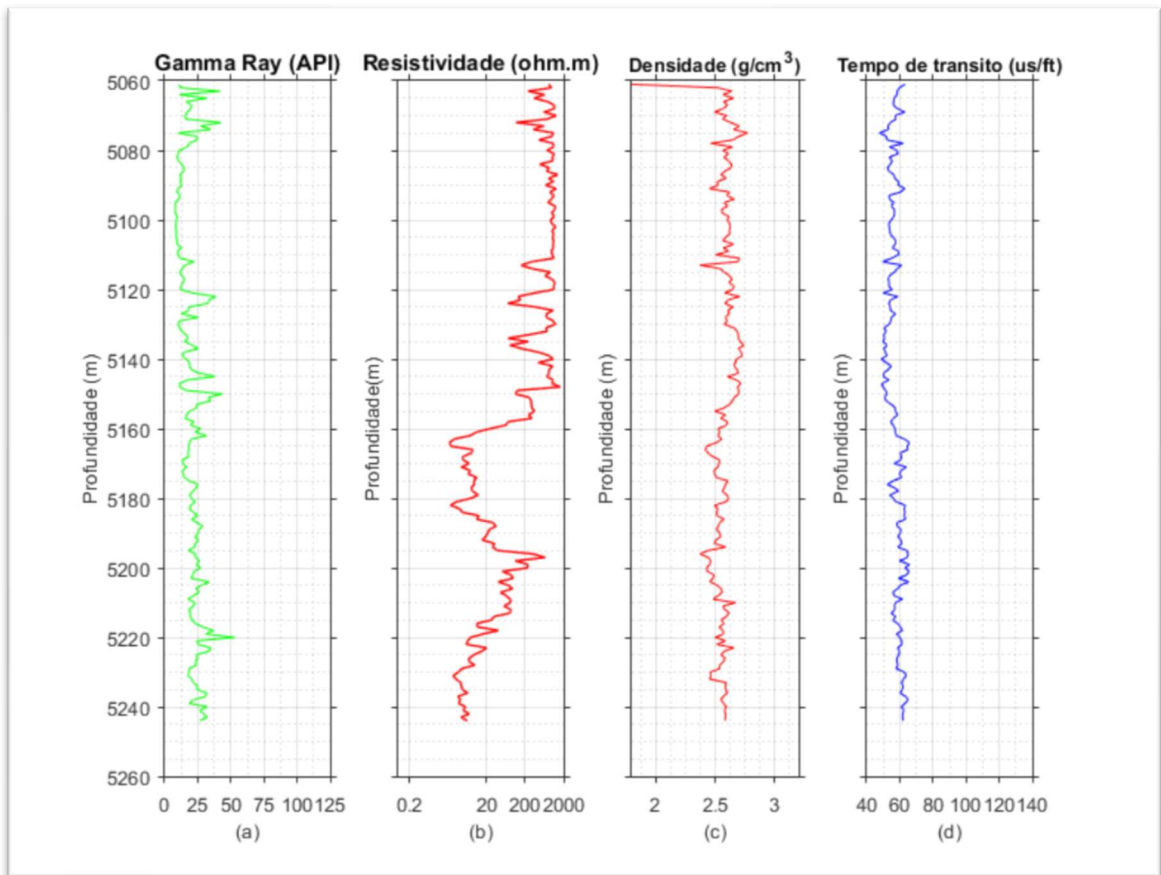 Gamma Ray (API)
Resistividade (ohm.m)
Densidade (g/cm³)
Tempo de transito (us/ft)
5060
5080
5100
5120
5140
5160
5180
5200
5220
5240
5260
Profundidade (m)
Profundidade(m)
Profundidade (m)
Profundidade (m)
0 25 50 75 100 125
0.2 20 200 2000
2 2.5 3
40 60 80 100 120 140
(a)
(b)
(c)
(d)